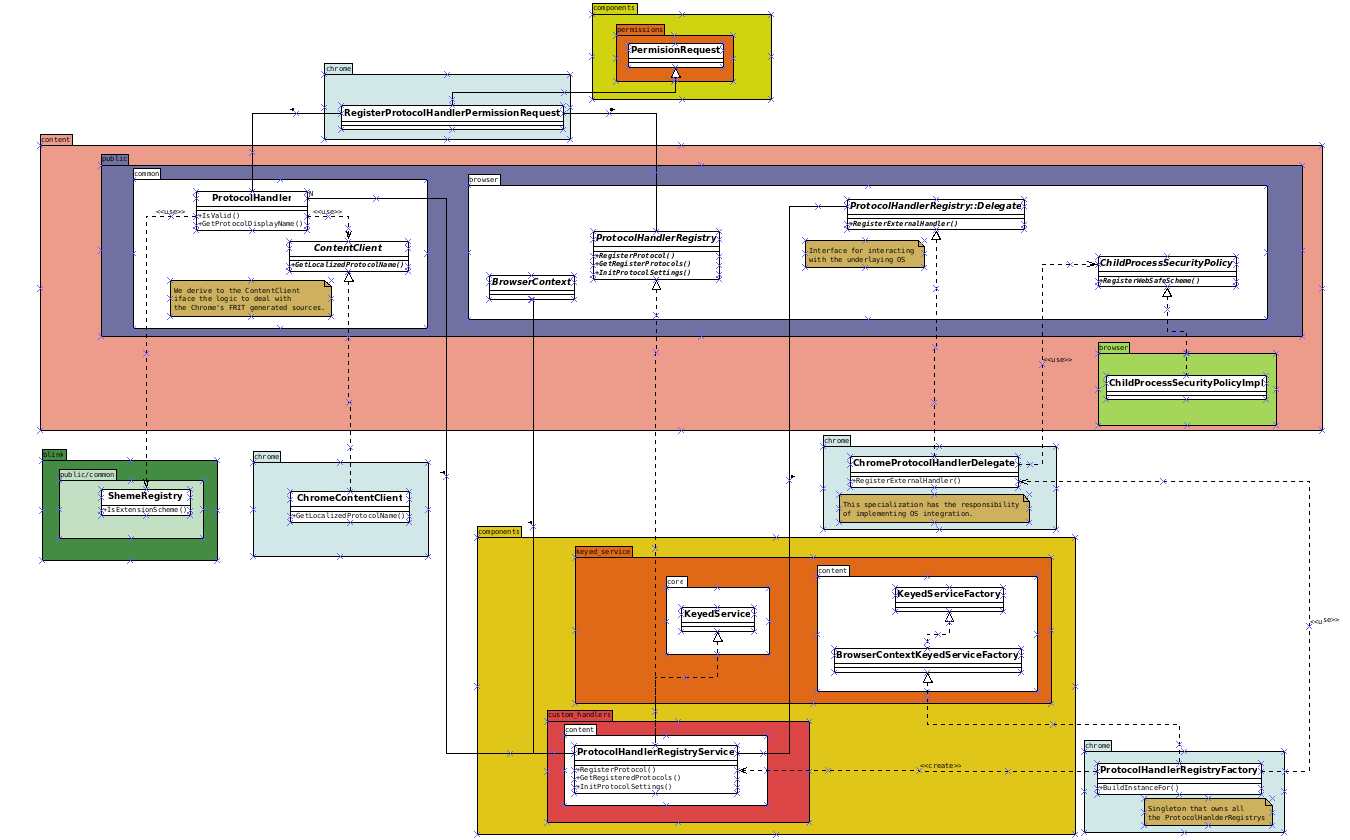 components
permissions
PermisionRequest
chrome
RegisterProtocolHandlerPermissionRequest
content
public
common
ProtocolHandler
N
+IsValid()
+GetProtocolDisplayName()
<<use>>
<<use>>
ContentClient
+GetLocalizedProtocolName()
We derive to the ContentClient
iface the logic to deal with
the Chrome's FRIT generated sources.
browser
ProtocolHandlerRegistry
+RegisterProtocol()
+GetRegisterProtocols()
+InitProtocolSettings()
BrowserContext
ProtocolHandlerRegistry::Delegate
+RegisterExternalHandler()
Interface for interacting
with the underlaying OS
ChildProcessSecurityPolicy
+RegisterWebSafeScheme()
<<use>>
browser
ChildProcessSecurityPolicyImpl
blink
public/common
ShemeRegistry
+IsExtensionScheme()
chrome
ChromeContentClient
+GetLocalizedProtocolName()
chrome
ChromeProtocolHandlerDelegate
+RegisterExternalHandler()
This specialization has the responsibility
of implementing OS integration.
components
keyed_service
core
KeyedService
content
KeyedServiceFactory
BrowserContextKeyedServiceFactory
<<use>>
custom_handlers
content
ProtocolHandlerRegistryService
+RegisterProtocol()
+GetRegisteredProtocols()
+InitProtocolSettings()
<<create>>
chrome
ProtocolHandlerRegistryFactory
+BuildInstanceFor()
Singleton that owns all
the ProtocolHanlderRegistrys